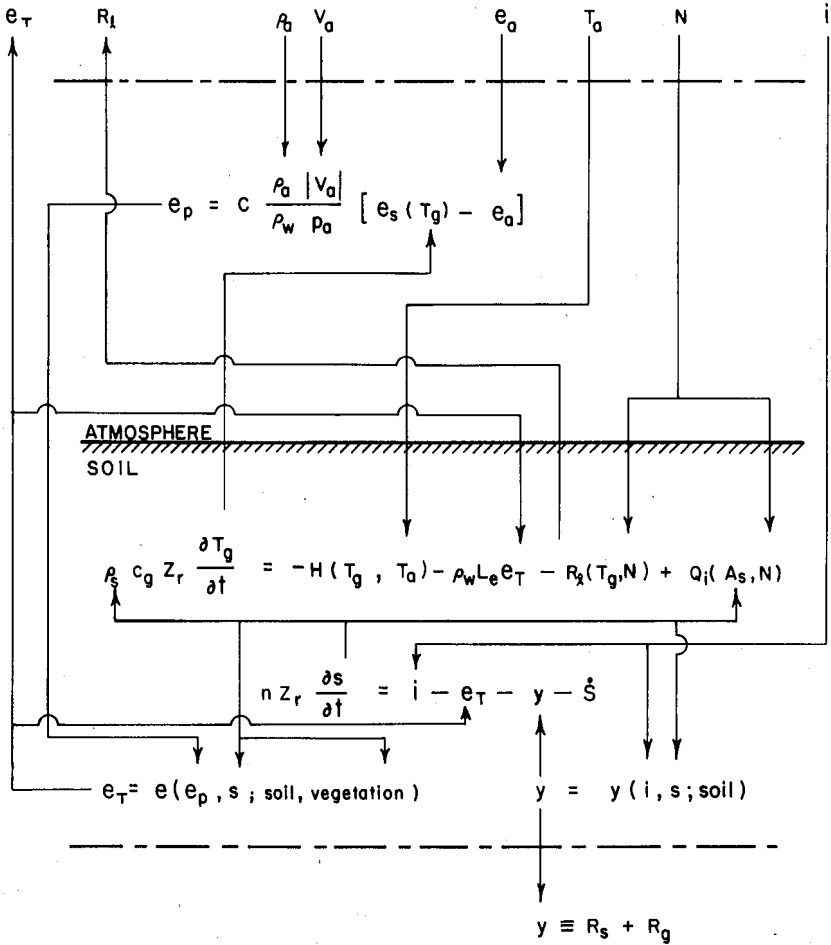 e_T R_ℓ ρ_a V_a e_a T_a N i
e_p = C (ρ_a |V_a|) / (ρ_w p_a) [e_s(T_g) − e_a]
ATMOSPHERE
SOIL
ρ_s c_g Z_r ∂T_g/∂t = −H(T_g, T_a) − ρ_w L_e e_T − R_ℓ(T_g,N) + Q_i(A_s,N)
n Z_r ∂s/∂t = i − e_T − y − Ṡ
e_T = e(e_p, s; soil, vegetation) y = y(i, s; soil)
y ≡ R_s + R_g